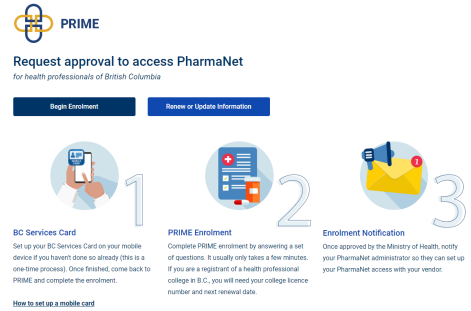 PRIME
Request approval to access PharmaNet
for health professionals of British Columbia
Begin Enrolment
Renew or Update Information
1
2
1
3
BC Services Card
Set up your BC Services Card on your mobile
device if you haven't done so already (this is a
one-time process). Once finished, come back to
PRIME and complete the enrolment.
How to set up a mobile card
PRIME Enrolment
Complete PRIME enrolment by answering a set
of questions. It usually only takes a few minutes.
If you are a registrant of a health professional
college in B.C., you will need your college licence
number and next renewal date.
Enrolment Notification
Once approved by the Ministry of Health, notify
your PharmaNet administrator so they can set up
your PharmaNet access with your vendor.